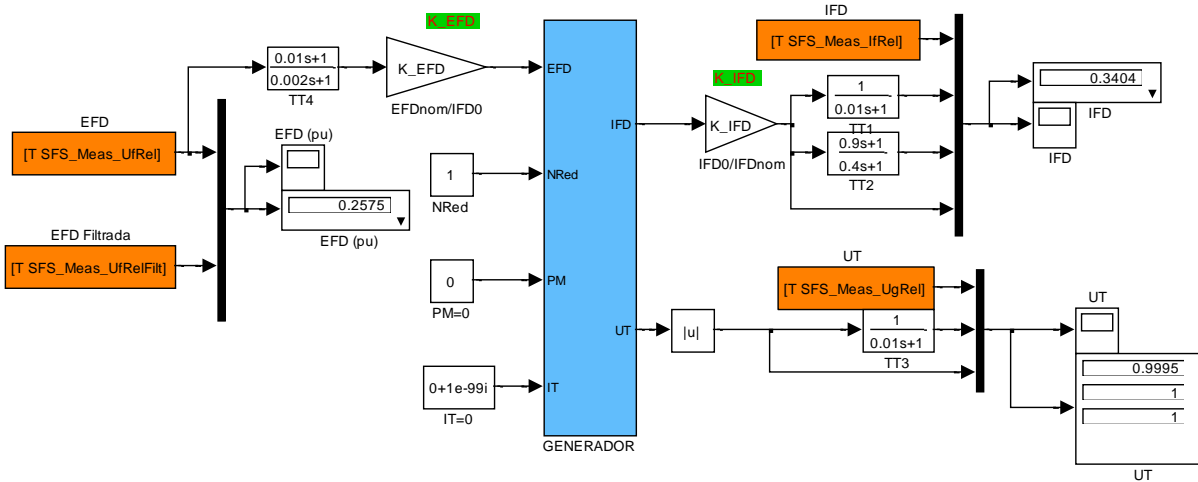 K_EFD
IFD
[T SFS_Meas_IfRel]
0.01s+1
0.002s+1
TT4
K_EFD
EFDnom/IFD0
EFD
K_IFD
1
0.01s+1
TT1
0.3404
IFD
IFD
EFD
[T SFS_Meas_UfRel]
EFD (pu)
IFD
K_IFD
IFD0/IFDnom
0.9s+1
0.4s+1
TT2
1
NRed
NRed
0.2575
EFD (pu)
EFD Filtrada
[T SFS_Meas_UfRelFilt]
0
PM=0
PM
UT
[T SFS_Meas_UgRel]
UT
|u|
1
0.01s+1
TT3
UT
0.9995
1
1
UT
0+1e-99i
IT=0
IT
GENERADOR